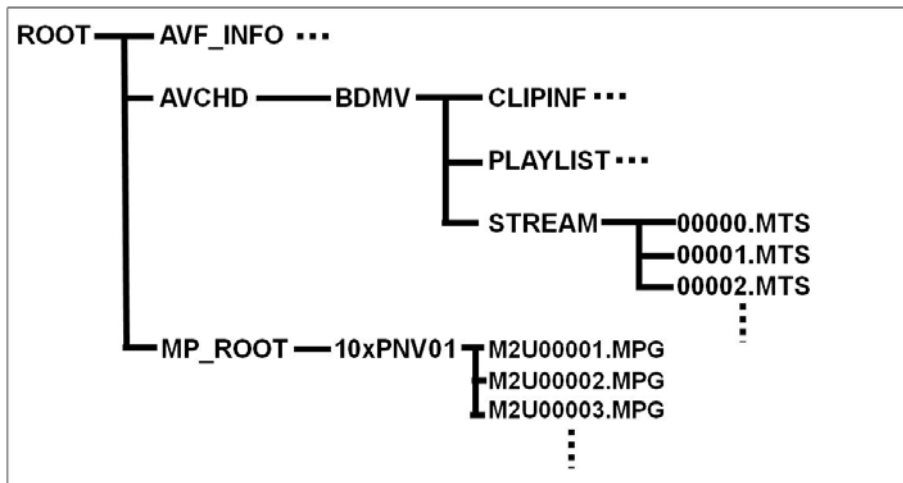 ROOT AVF_INFO ...
AVCHD BDMV CLIPINF ...
PLAYLIST ...
STREAM 00000.MTS
00001.MTS
00002.MTS
MP_ROOT 10xPNV01 M2U00001.MPG
M2U00002.MPG
M2U00003.MPG